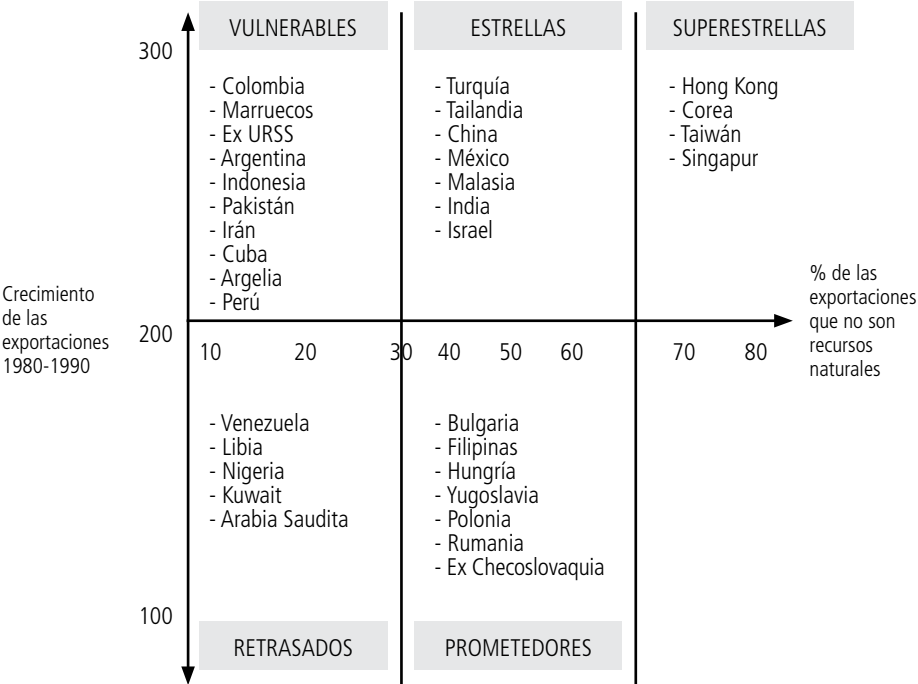 VULNERABLES
ESTRELLAS
SUPERESTRELLAS
300
- Colombia
- Marruecos
- Ex URSS
- Argentina
- Indonesia
- Pakistán
- Irán
- Cuba
- Argelia
- Perú
- Turquía
- Tailandia
- China
- México
- Malasia
- India
- Israel
- Hong Kong
- Corea
- Taiwán
- Singapur
Crecimiento
de las
exportaciones
1980-1990
200
10 20 30 40 50 60 70 80
% de las
exportaciones
que no son
recursos
naturales
- Venezuela
- Libia
- Nigeria
- Kuwait
- Arabia Saudita
- Bulgaria
- Filipinas
- Hungría
- Yugoslavia
- Polonia
- Rumania
- Ex Checoslovaquia
100
RETRASADOS
PROMETEDORES